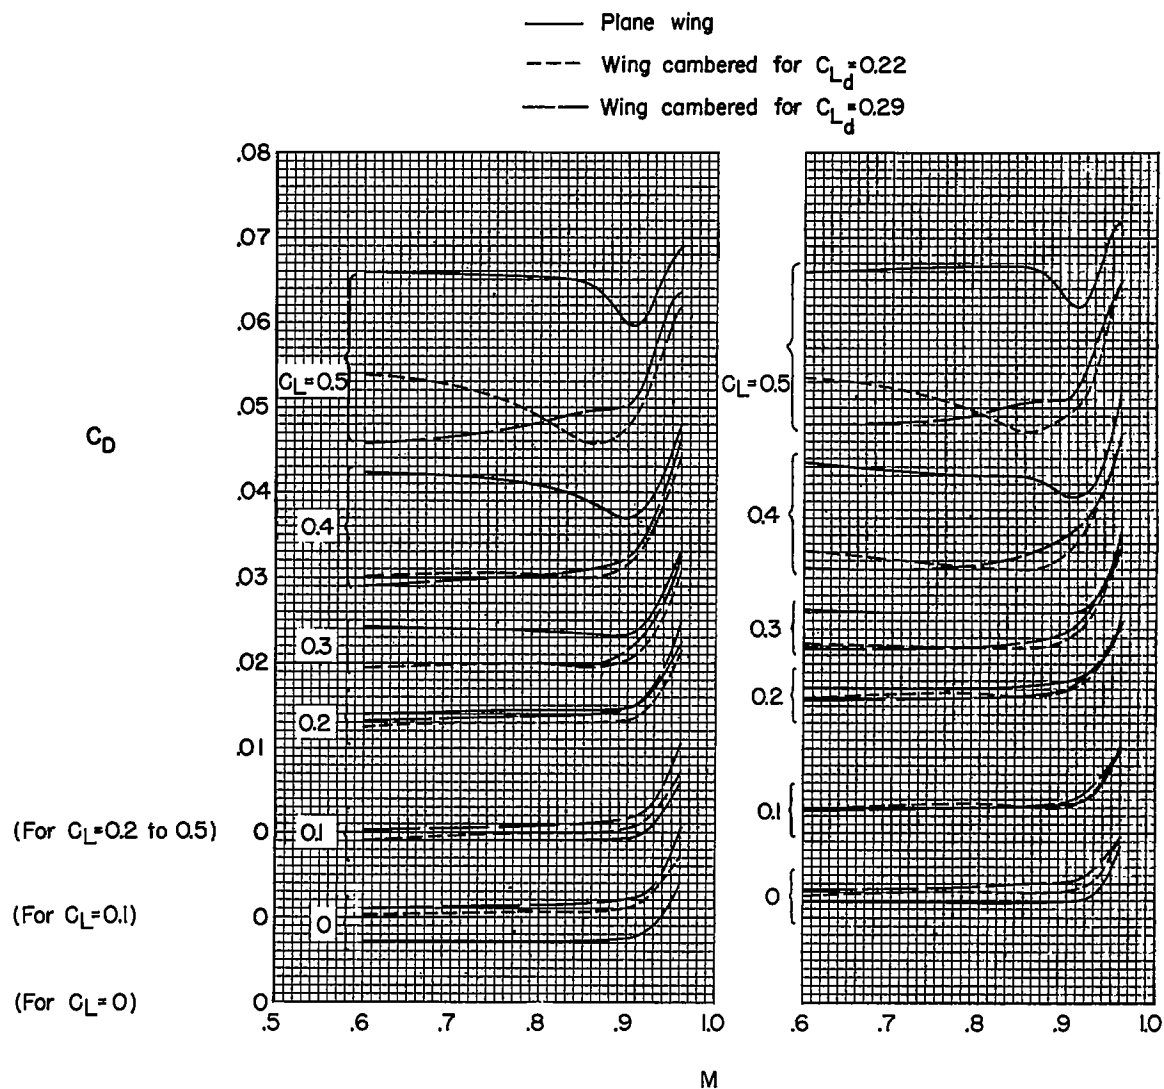 Plane wing
Wing cambered for C_Ld=0.22
Wing cambered for C_Ld=0.29
.08
.07
.06
C_L=0.5
C_L=0.5
.05
C_D
.04
0.4
0.4
.03
0.3
0.3
.02
0.2
0.2
.01
(For C_L=0.2 to 0.5) 0
0.1
0.1
(For C_L=0.1) 0
0
0
(For C_L=0) 0
.5 .6 .7 .8 .9 1.0
.6 .7 .8 .9 1.0
M